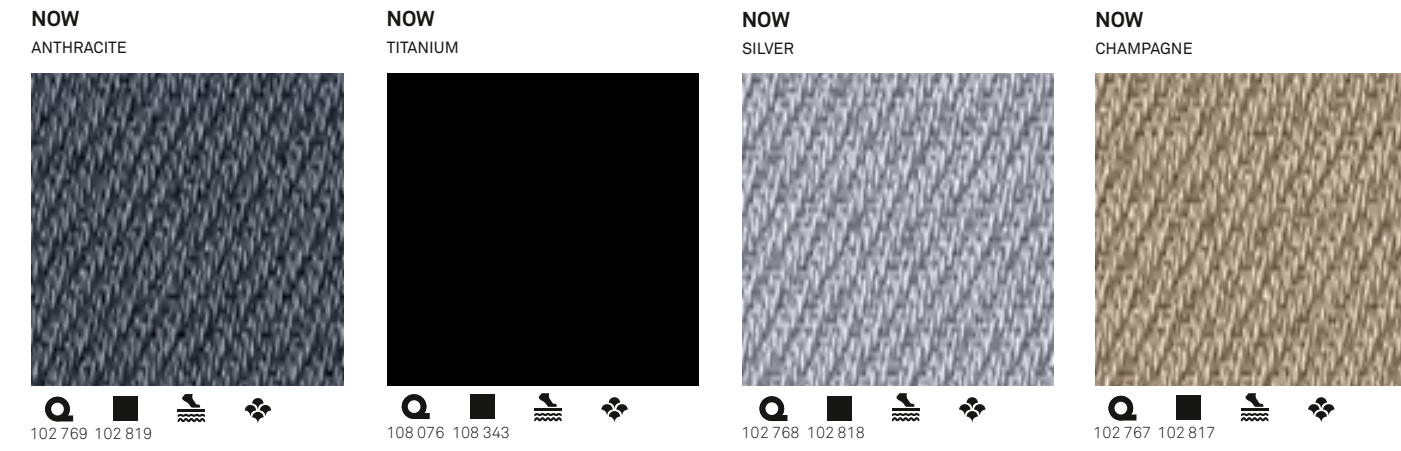 NOW
ANTHRACITE
102 769 102 819
NOW
TITANIUM
108 076 108 343
NOW
SILVER
102 768 102 818
NOW
CHAMPAGNE
102 767 102 817